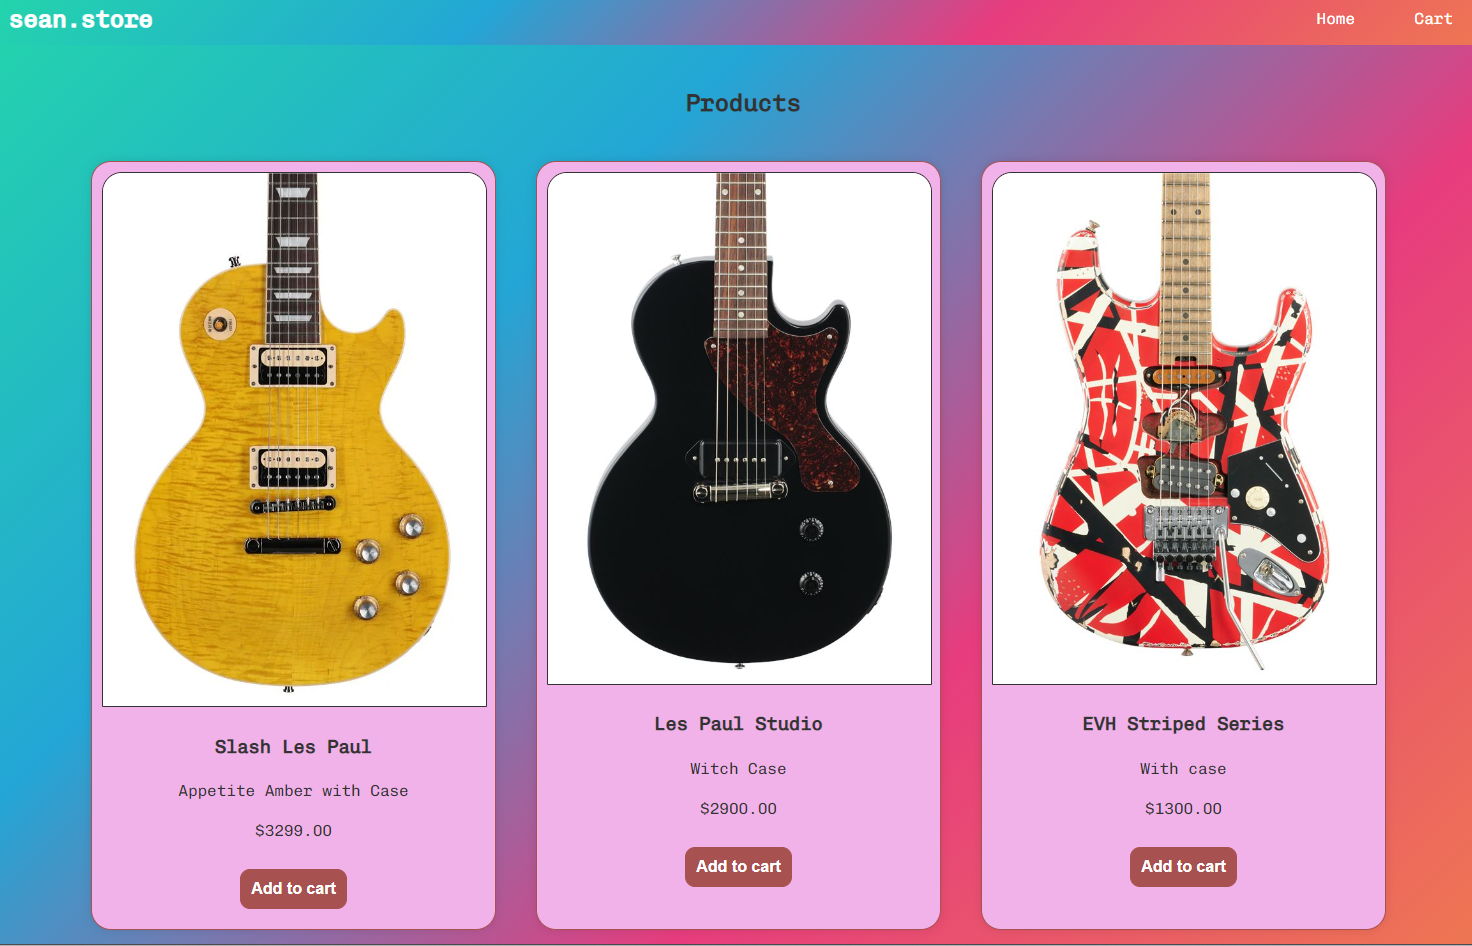 sean.store
Home
Cart
Products
Slash Les Paul
Appetite Amber with Case
$3299.00
Add to cart
Les Paul Studio
Witch Case
$2900.00
Add to cart
EVH Striped Series
With case
$1300.00
Add to cart